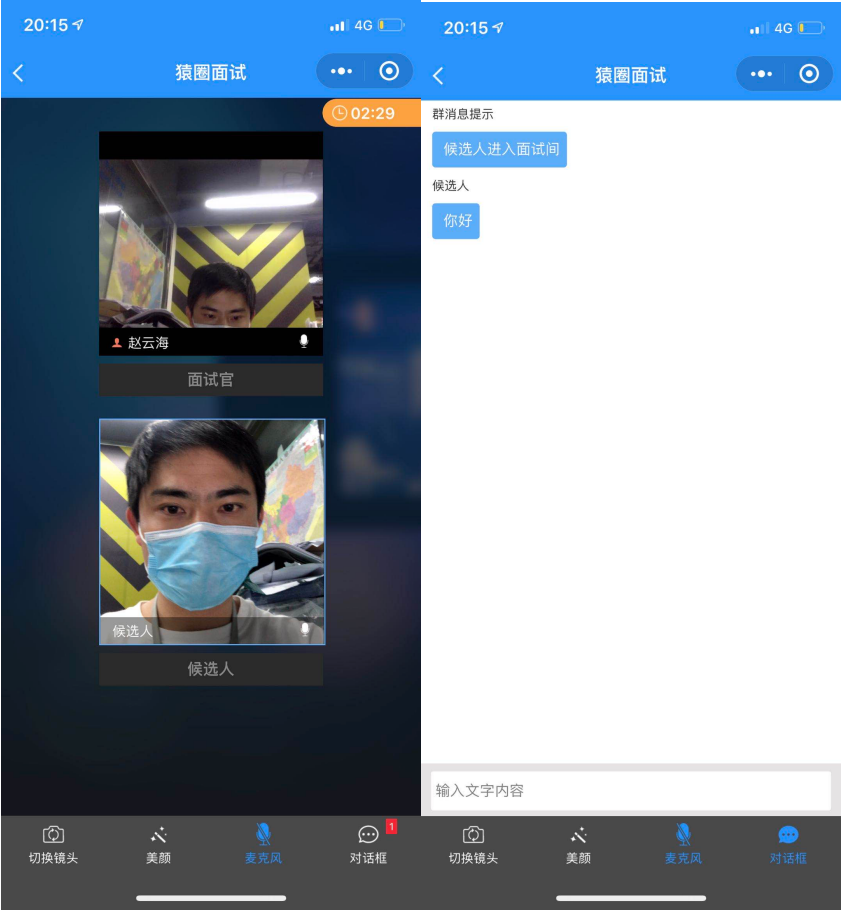 20:15
4G
猿圈面试
02:29
赵云海
面试官
候选人
候选人
切换镜头
美颜
麦克风
1
对话框
20:15
4G
猿圈面试
群消息提示
候选人进入面试间
候选人
你好
输入文字内容
切换镜头
美颜
麦克风
对话框